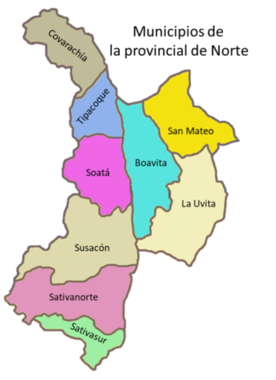 Municipios de
la provincial de Norte
Covarachía
Tipacoque
San Mateo
Boavita
Soatá
La Uvita
Susacón
Sativanorte
Sativasur